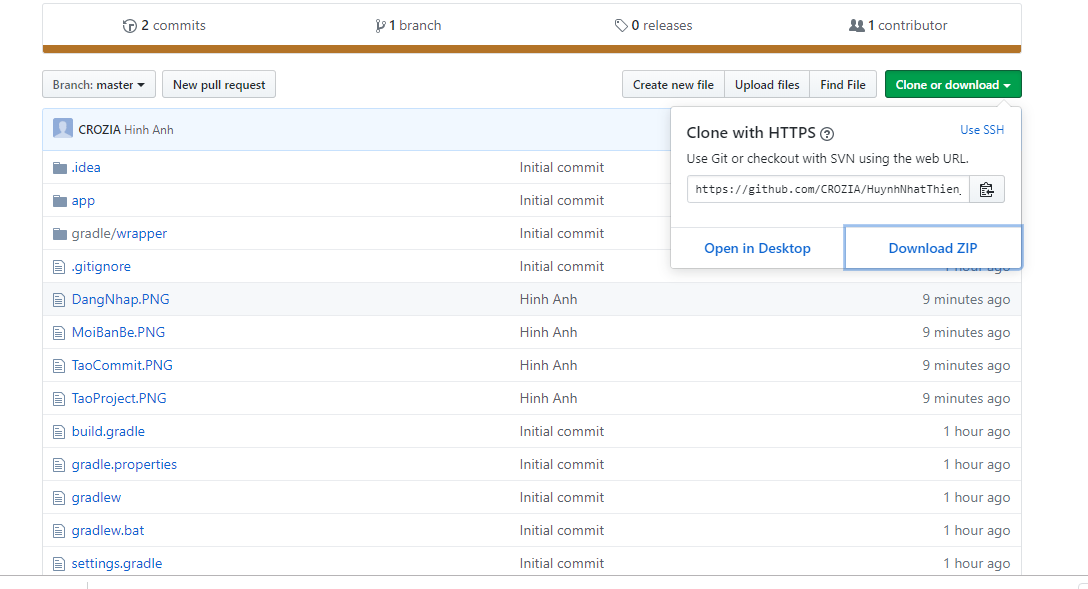 2 commits 1 branch 0 releases 1 contributor
Branch: master New pull request Create new file Upload files Find File Clone or download
CROZIA Hinh Anh
Clone with HTTPS ? Use SSH
Use Git or checkout with SVN using the web URL.
https://github.com/CROZIA/HuynhNhatThien_
Open in Desktop Download ZIP
.idea Initial commit
app Initial commit
gradle/wrapper Initial commit
.gitignore Initial commit 1 hour ago
DangNhap.PNG Hinh Anh 9 minutes ago
MoiBanBe.PNG Hinh Anh 9 minutes ago
TaoCommit.PNG Hinh Anh 9 minutes ago
TaoProject.PNG Hinh Anh 9 minutes ago
build.gradle Initial commit 1 hour ago
gradle.properties Initial commit 1 hour ago
gradlew Initial commit 1 hour ago
gradlew.bat Initial commit 1 hour ago
settings.gradle Initial commit 1 hour ago